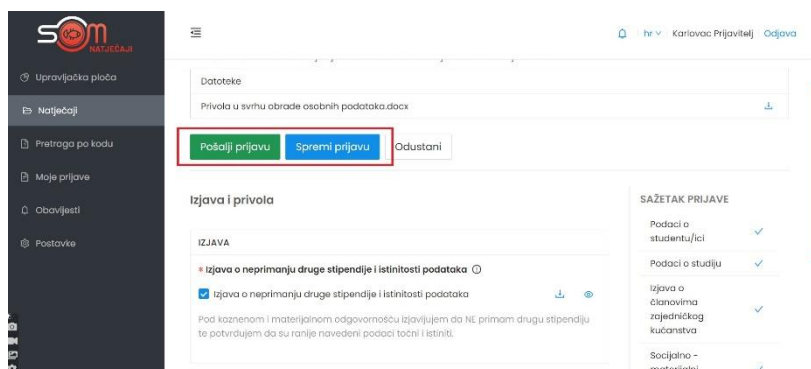 SOM
NATJEČAJI
hr
Karlovac Prijavitelj
Odjava
Upravljačka ploča
Natječaji
Pretraga po kodu
Moje prijave
Obavijesti
Postavke
Datoteke
Privola u svrhu obrade osobnih podataka.docx
Pošalji prijavu
Spremi prijavu
Odustani
Izjava i privola
IZJAVA
* Izjava o neprimanju druge stipendije i istinitosti podataka
Izjava o neprimanju druge stipendije i istinitosti podataka
Pod kaznenom i materijalnom odgovornošću izjavljujem da NE primam drugu stipendiju
te potvrđujem da su ranije navedeni podaci točni i istiniti.
SAŽETAK PRIJAVE
Podaci o
studentu/ici
Podaci o studiju
Izjava o
članovima
zajedničkog
kućanstva
Socijalno -
materijalni